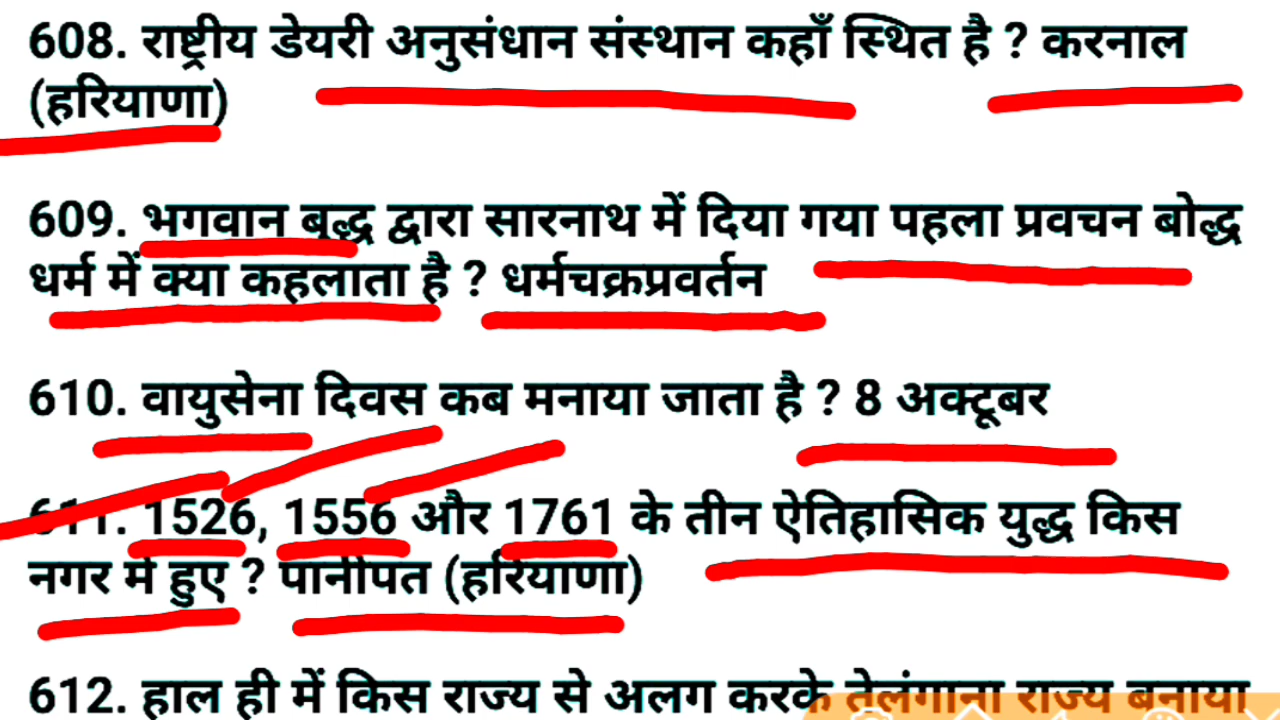 608. राष्ट्रीय डेयरी अनुसंधान संस्थान कहाँ स्थित है ? करनाल
(हरियाणा)
609. भगवान बुद्ध द्वारा सारनाथ में दिया गया पहला प्रवचन बोद्ध
धर्म में क्या कहलाता है ? धर्मचक्रप्रवर्तन
610. वायुसेना दिवस कब मनाया जाता है ? 8 अक्टूबर
611. 1526, 1556 और 1761 के तीन ऐतिहासिक युद्ध किस
नगर में हुए ? पानीपत (हरियाणा)
612. हाल ही में किस राज्य से अलग करके तेलंगाना राज्य बनाया